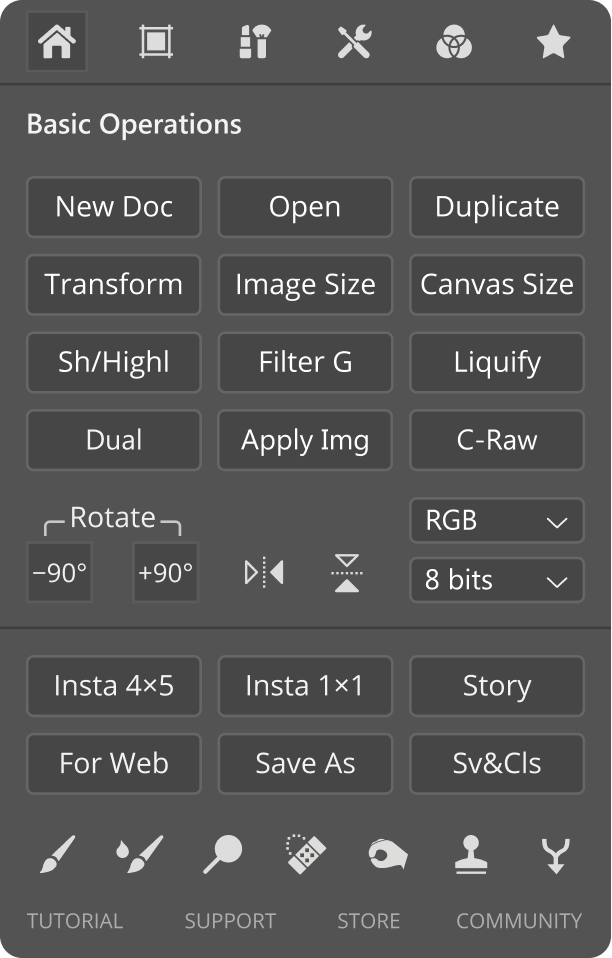 Basic Operations
New Doc Open Duplicate
Transform Image Size Canvas Size
Sh/Highl Filter G Liquify
Dual Apply Img C-Raw
Rotate RGB
−90° +90° 8 bits
Insta 4×5 Insta 1×1 Story
For Web Save As Sv&Cls
TUTORIAL SUPPORT STORE COMMUNITY